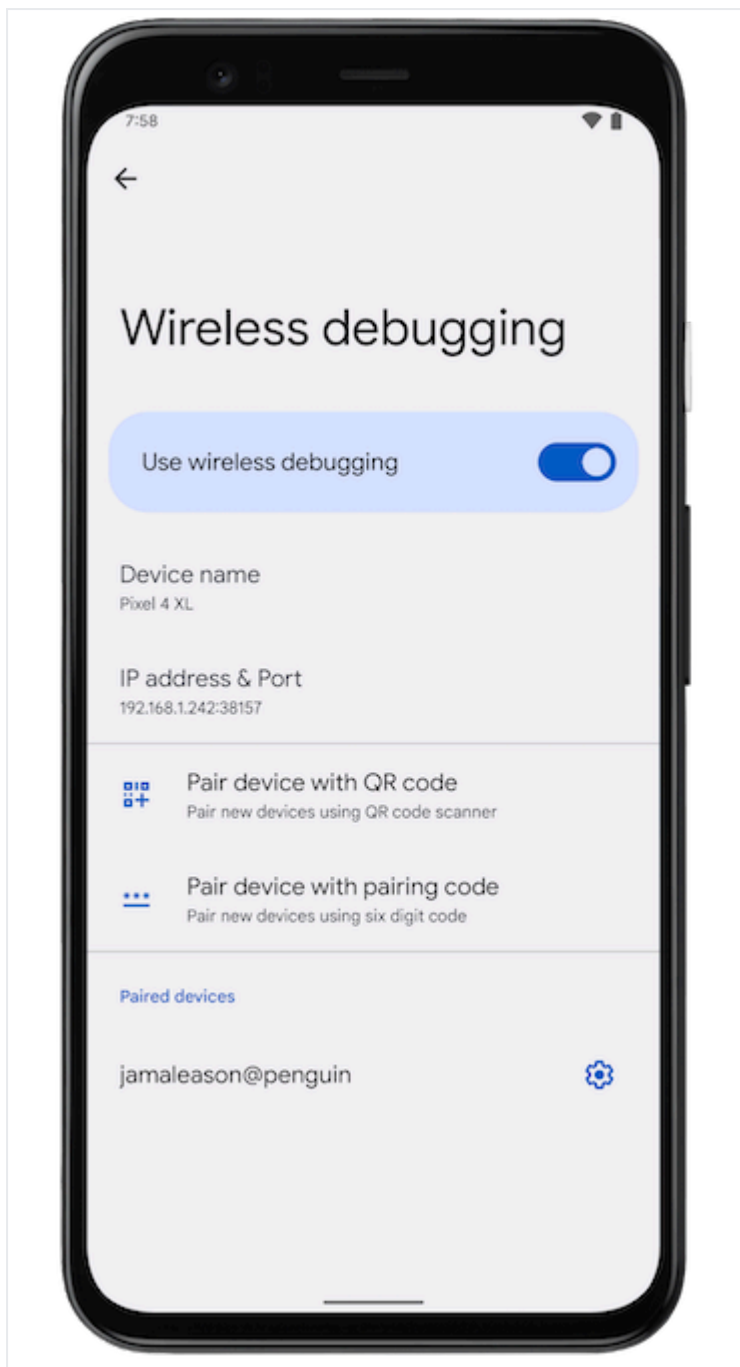 7:58
Wireless debugging
Use wireless debugging
Device name
Pixel 4 XL
IP address & Port
192.168.1.242:38157
Pair device with QR code
Pair new devices using QR code scanner
Pair device with pairing code
Pair new devices using six digit code
Paired devices
jamaleason@penguin